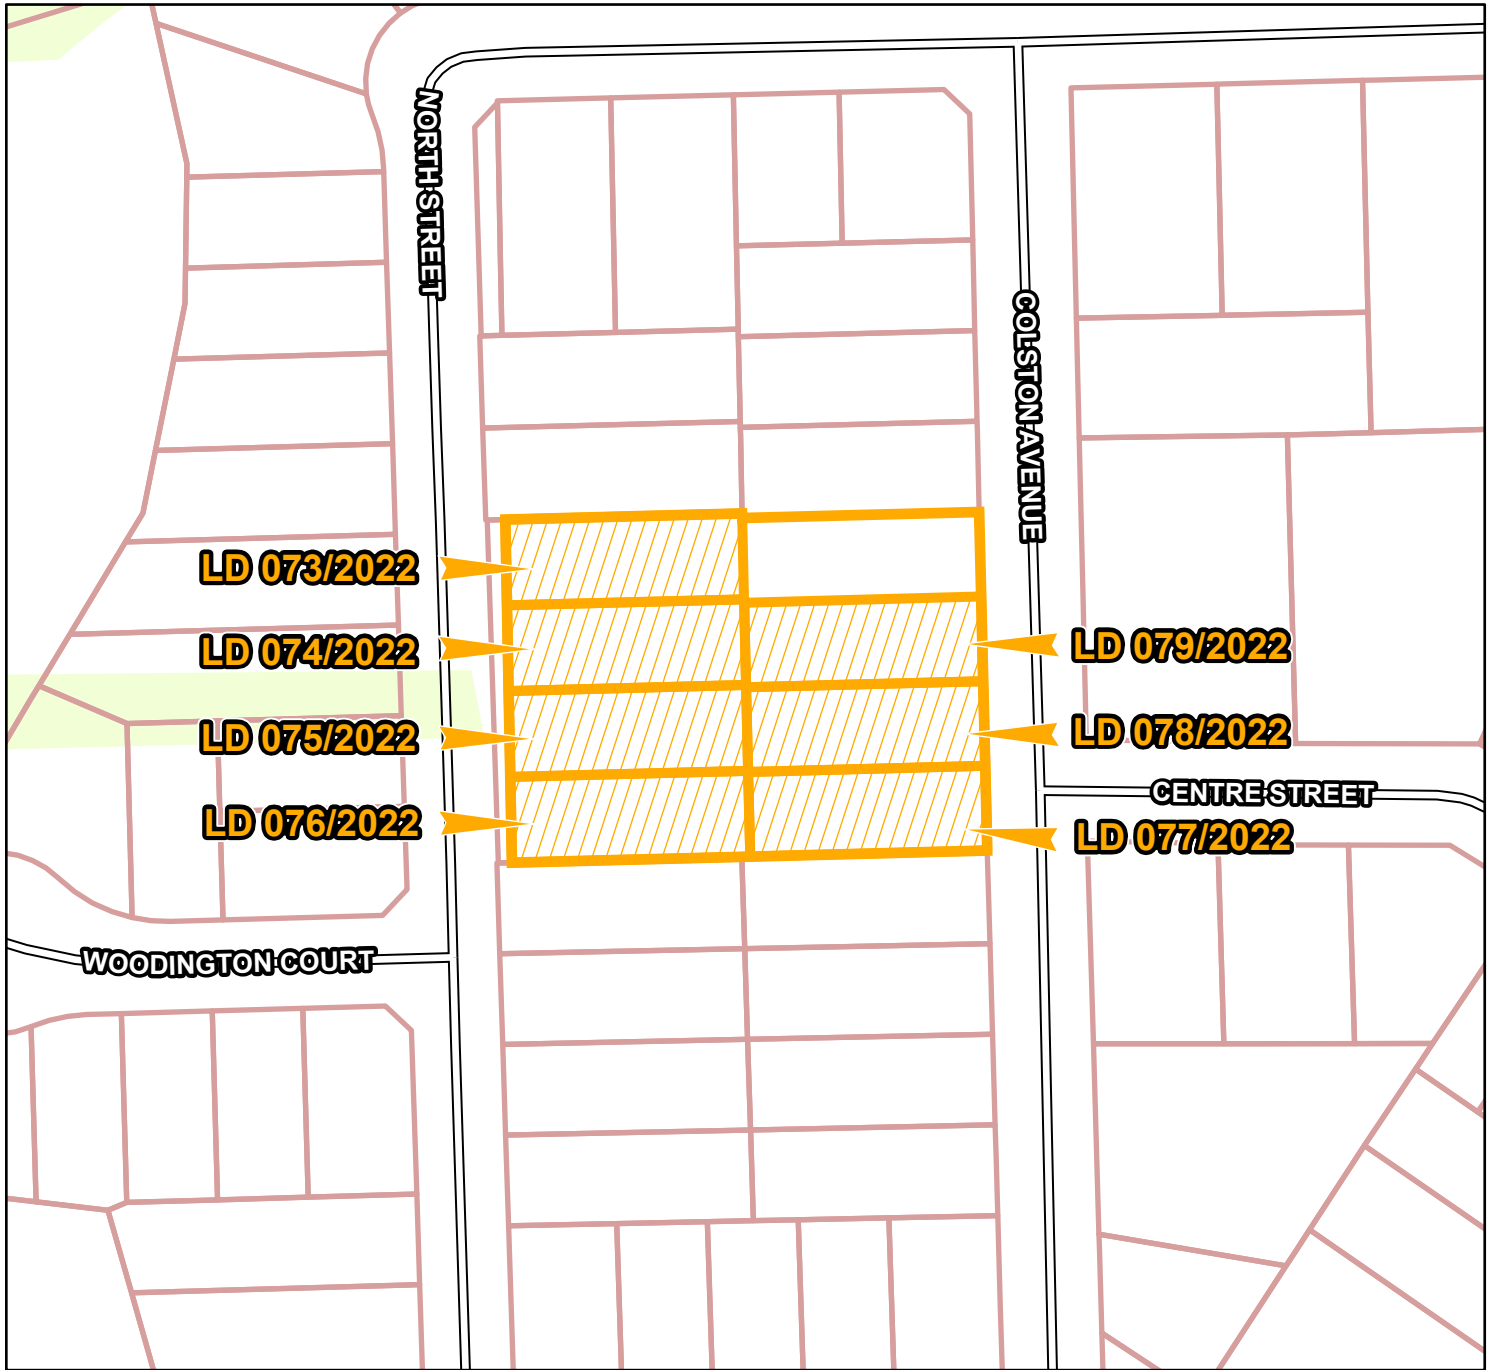 NORTH STREET
COLSTON AVENUE
LD 073/2022
LD 074/2022
LD 079/2022
LD 075/2022
LD 078/2022
CENTRE STREET
LD 076/2022
LD 077/2022
WOODINGTON COURT